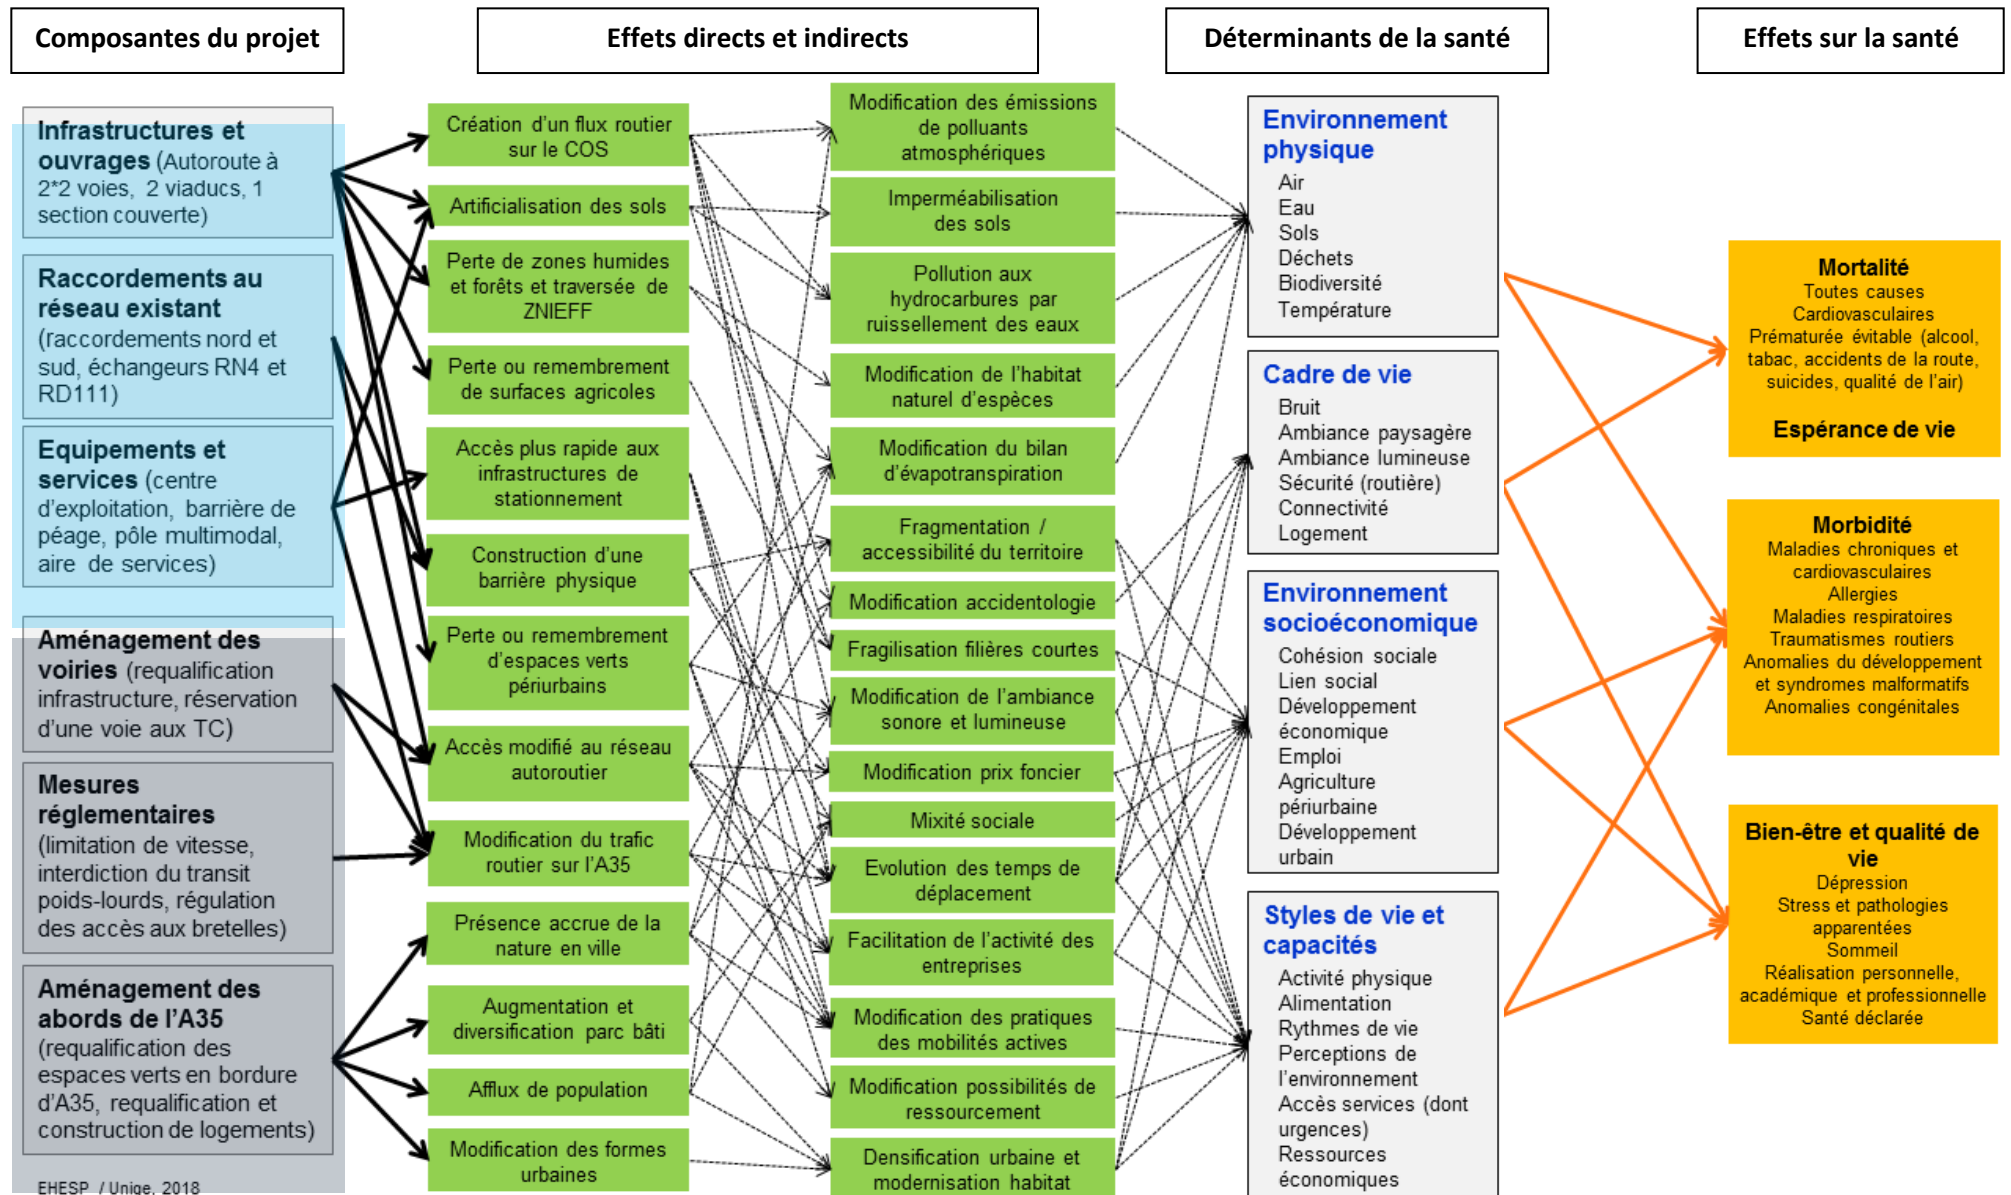 Composantes du projet
Effets directs et indirects
Déterminants de la santé
Effets sur la santé
Infrastructures et
ouvrages (Autoroute à
2*2 voies, 2 viaducs, 1
section couverte)
Raccordements au
réseau existant
(raccordements nord et
sud, échangeurs RN4 et
RD111)
Equipements et
services (centre
d'exploitation, barrière de
péage, pôle multimodal,
aire de services)
Aménagement des
voiries (requalification
infrastructure, réservation
d'une voie aux TC)
Mesures
réglementaires
(limitation de vitesse,
interdiction du transit
poids-lourds, régulation
des accès aux bretelles)
Aménagement des
abords de l'A35
(requalification des
espaces verts en bordure
d'A35, requalification et
construction de logements)
EHESP / Unige, 2018
Création d'un flux routier
sur le COS
Artificialisation des sols
Perte de zones humides
et forêts et traversée de
ZNIEFF
Perte ou remembrement
de surfaces agricoles
Accès plus rapide aux
infrastructures de
stationnement
Construction d'une
barrière physique
Perte ou remembrement
d'espaces verts
périurbains
Accès modifié au réseau
autoroutier
Modification du trafic
routier sur l'A35
Présence accrue de la
nature en ville
Augmentation et
diversification parc bâti
Afflux de population
Modification des formes
urbaines
Modification des émissions
de polluants
atmosphériques
Imperméabilisation
des sols
Pollution aux
hydrocarbures par
ruissellement des eaux
Modification de l'habitat
naturel d'espèces
Modification du bilan
d'évapotranspiration
Fragmentation /
accessibilité du territoire
Modification accidentologie
Fragilisation filières courtes
Modification de l'ambiance
sonore et lumineuse
Modification prix foncier
Mixité sociale
Evolution des temps de
déplacement
Facilitation de l'activité des
entreprises
Modification des pratiques
des mobilités actives
Modification possibilités de
ressourcement
Densification urbaine et
modernisation habitat
Environnement
physique
Air
Eau
Sols
Déchets
Biodiversité
Température
Cadre de vie
Bruit
Ambiance paysagère
Ambiance lumineuse
Sécurité (routière)
Connectivité
Logement
Environnement
socioéconomique
Cohésion sociale
Lien social
Développement
économique
Emploi
Agriculture
périurbaine
Développement
urbain
Styles de vie et
capacités
Activité physique
Alimentation
Rythmes de vie
Perceptions de
l'environnement
Accès services (dont
urgences)
Ressources
économiques
Mortalité
Toutes causes
Cardiovasculaires
Prématurée évitable (alcool,
tabac, accidents de la route,
suicides, qualité de l'air)
Espérance de vie
Morbidité
Maladies chroniques et
cardiovasculaires
Allergies
Maladies respiratoires
Traumatismes routiers
Anomalies du développement
et syndromes malformatifs
Anomalies congénitales
Bien-être et qualité de
vie
Dépression
Stress et pathologies
apparentées
Sommeil
Réalisation personnelle,
académique et professionnelle
Santé déclarée